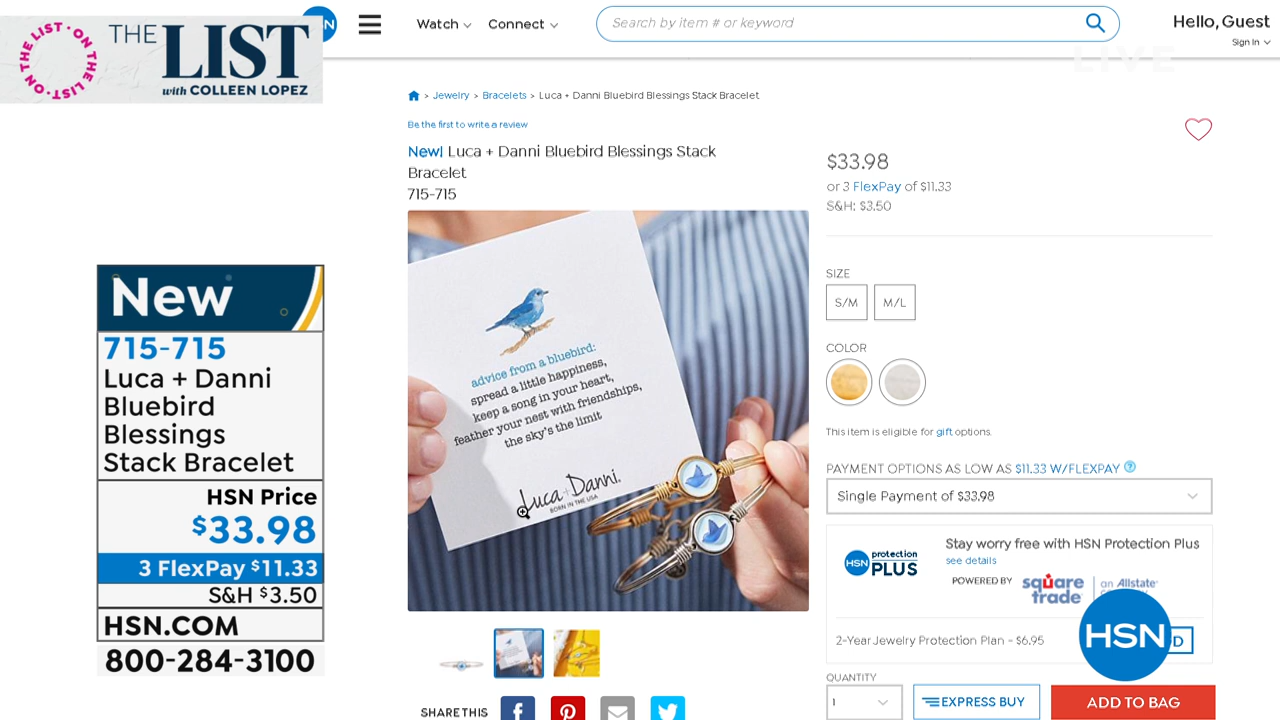 ON THE LIST • ON THE LIST •
THE LIST
with COLLEEN LOPEZ
Watch
Connect
Search by item # or keyword
Hello, Guest
Sign In
LIVE
> Jewelry > Bracelets > Luca + Danni Bluebird Blessings Stack Bracelet
Be the first to write a review
New! Luca + Danni Bluebird Blessings Stack
Bracelet
715-715
$33.98
or 3 FlexPay of $11.33
S&H: $3.50
SIZE
S/M
M/L
COLOR
This item is eligible for gift options.
PAYMENT OPTIONS AS LOW AS $11.33 W/FLEXPAY ?
Single Payment of $33.98
HSN protection PLUS
Stay worry free with HSN Protection Plus
see details
POWERED BY
square trade
an Allstate
2-Year Jewelry Protection Plan - $6.95
HSN
QUANTITY
1
EXPRESS BUY
ADD TO BAG
advice from a bluebird:
spread a little happiness,
keep a song in your heart,
feather your nest with friendships,
the sky's the limit
Luca + Danni.
BORN IN THE USA
SHARE THIS
New
715-715
Luca + Danni
Bluebird
Blessings
Stack Bracelet
HSN Price
$33.98
3 FlexPay $11.33
S&H $3.50
HSN.COM
800-284-3100